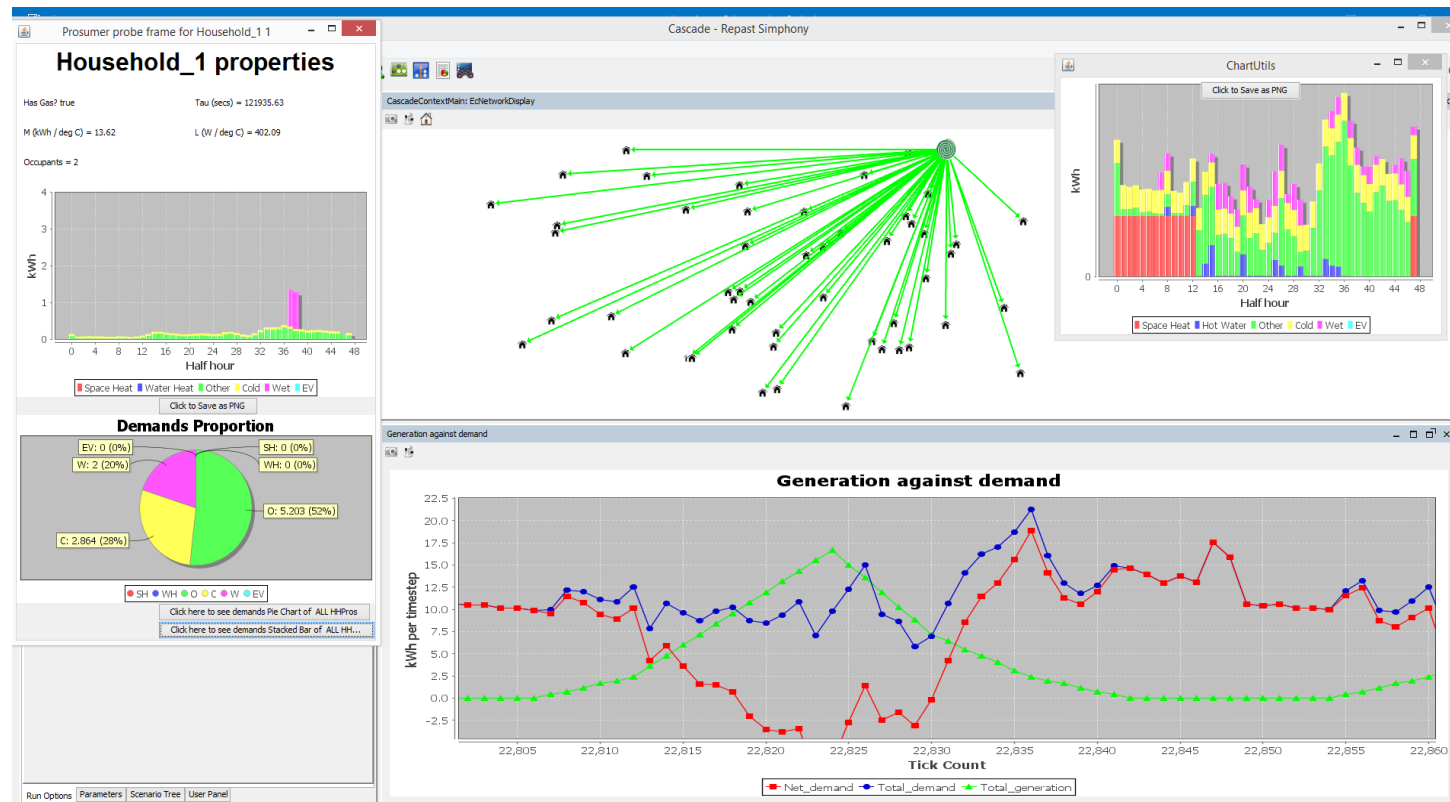 Prosumer probe frame for Household_1 1
Household_1 properties
Has Gas? true
Tau (secs) = 121935.63
M (kWh / deg C) = 13.62
L (W / deg C) = 402.09
Occupants = 2
4
3
2
1
0
kWh
0 4 8 12 16 20 24 28 32 36 40 44 48
Half hour
Space Heat Water Heat Other Cold Wet EV
Click to Save as PNG
Demands Proportion
EV: 0 (0%)
SH: 0 (0%)
W: 2 (20%)
WH: 0 (0%)
O: 5.203 (52%)
C: 2.864 (28%)
SH WH O C W EV
Click here to see demands Pie Chart of ALL HHPros
Click here to see demands Stacked Bar of ALL HH...
Run Options Parameters Scenario Tree User Panel
Cascade - Repast Simphony
CascadeContextMain: EcNetworkDisplay
ChartUtils
Click to Save as PNG
kWh
0
0 4 8 12 16 20 24 28 32 36 40 44 48
Half hour
Space Heat Hot Water Other Cold Wet EV
Generation against demand
Generation against demand
22.5
20.0
17.5
15.0
12.5
10.0
7.5
5.0
2.5
0.0
-2.5
kWh per timestep
22,805 22,810 22,815 22,820 22,825 22,830 22,835 22,840 22,845 22,850 22,855 22,860
Tick Count
Net_demand Total_demand Total_generation